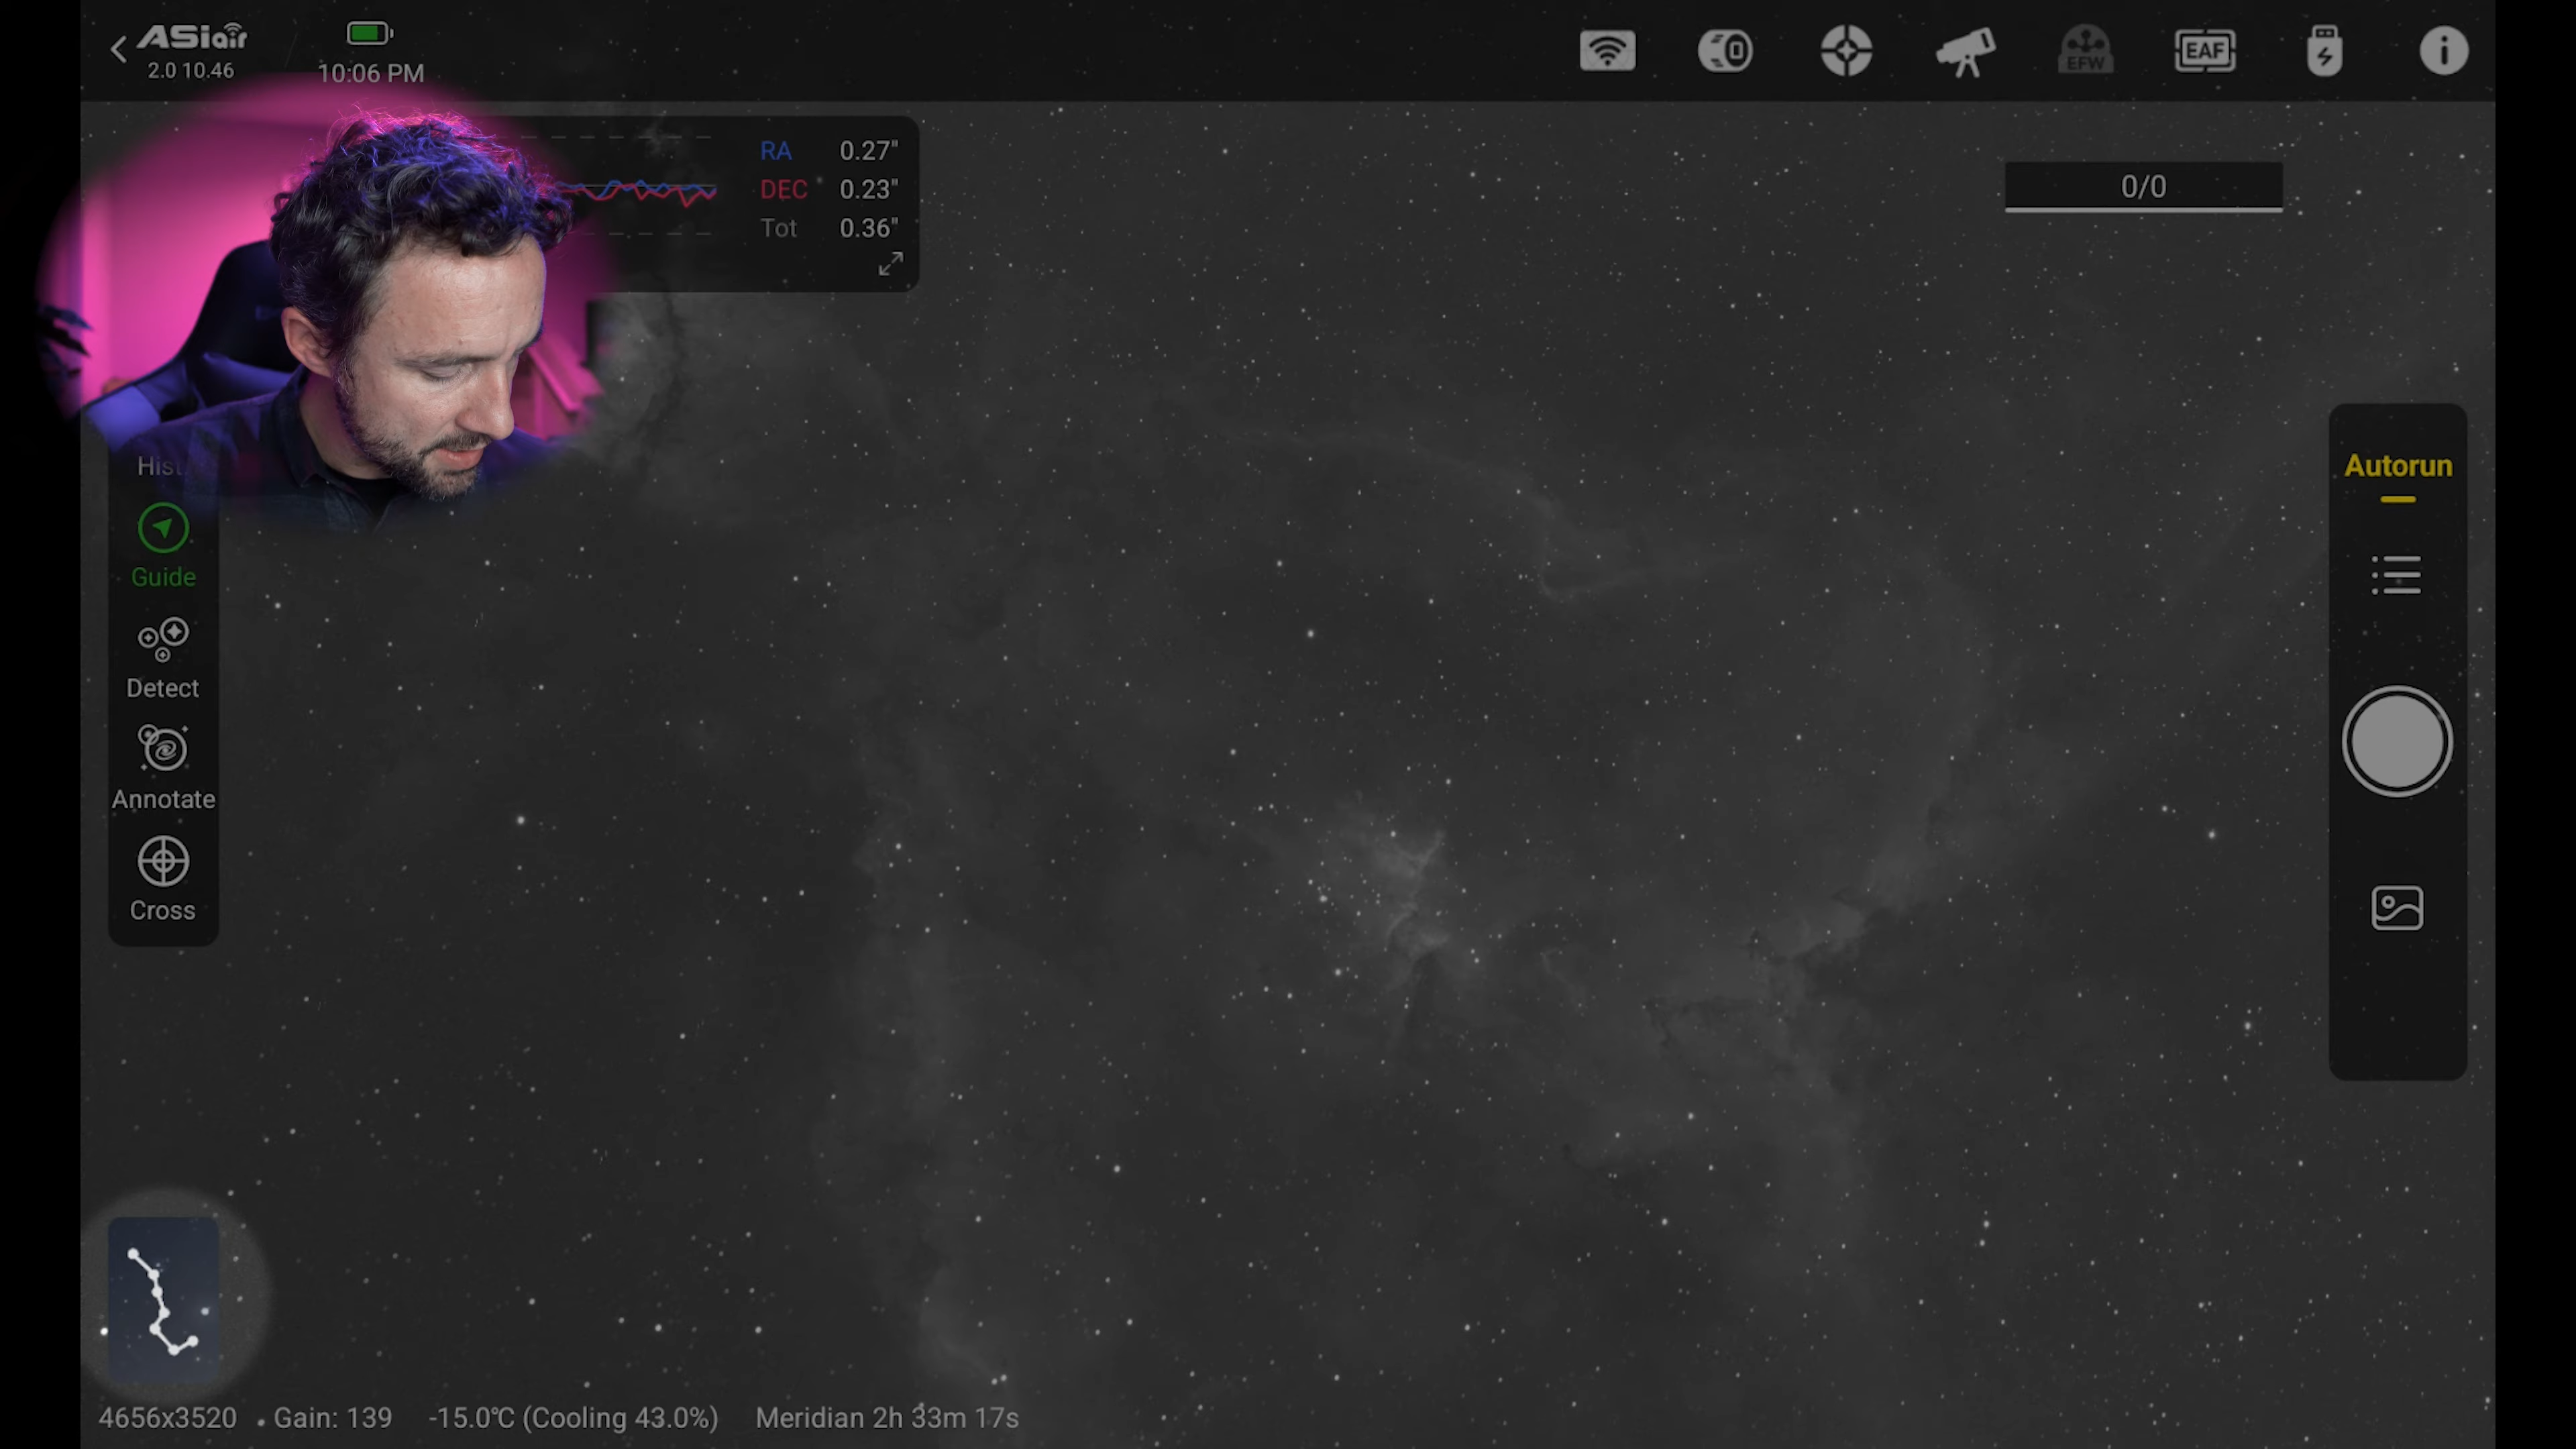 ASiair
2.0 10.46
10:06 PM
EFW
EAF
RA 0.27"
DEC 0.23"
Tot 0.36"
0/0
Hist.
Guide
Detect
Annotate
Cross
Autorun
4656x3520 Gain: 139 -15.0℃ (Cooling 43.0%) Meridian 2h 33m 17s